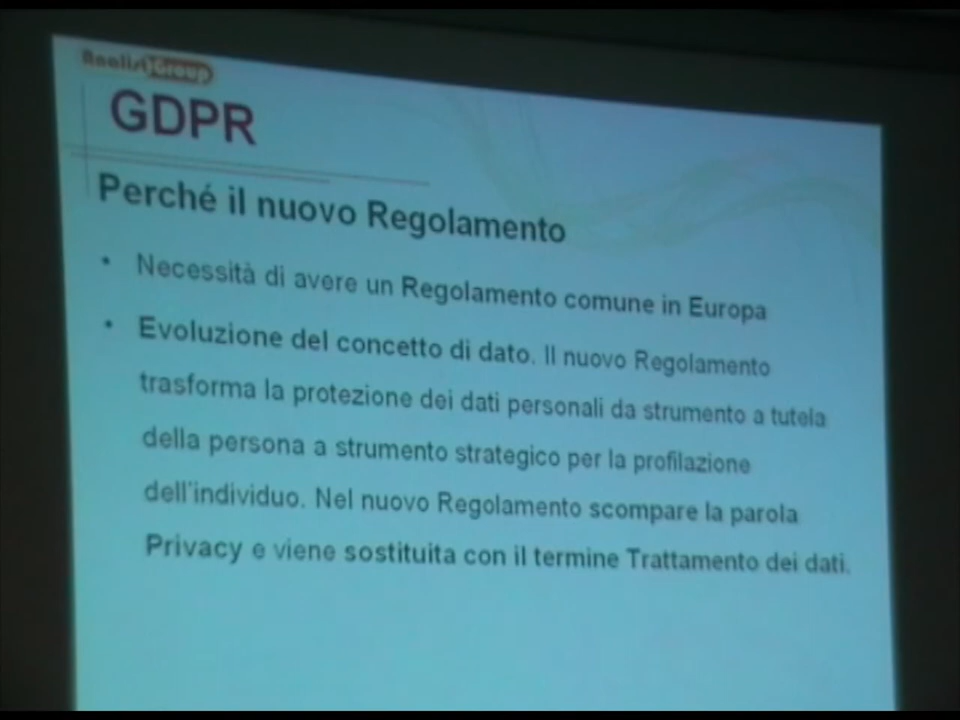 Group
GDPR
Perché il nuovo Regolamento
• Necessità di avere un Regolamento comune in Europa
• Evoluzione del concetto di dato. Il nuovo Regolamento
trasforma la protezione dei dati personali da strumento a tutela
della persona a strumento strategico per la profilazione
dell'individuo. Nel nuovo Regolamento scompare la parola
Privacy e viene sostituita con il termine Trattamento dei dati.